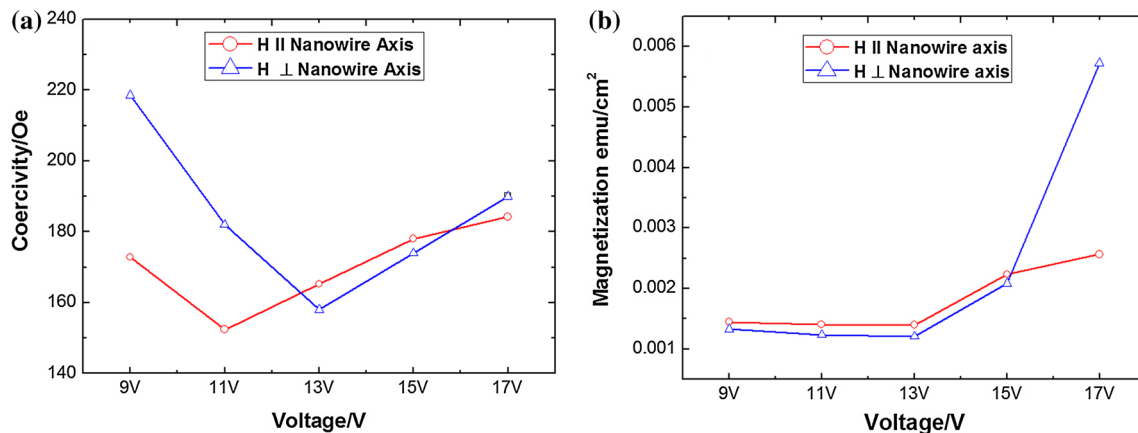 (a)
240
220
200
180
160
140
Coercivity/Oe
H II Nanowire Axis
H ⊥ Nanowire Axis
9V 11V 13V 15V 17V
Voltage/V
(b)
0.006
0.005
0.004
0.003
0.002
0.001
Magnetization emu/cm²
H II Nanowire axis
H ⊥ Nanowire axis
9V 11V 13V 15V 17V
Voltage/V